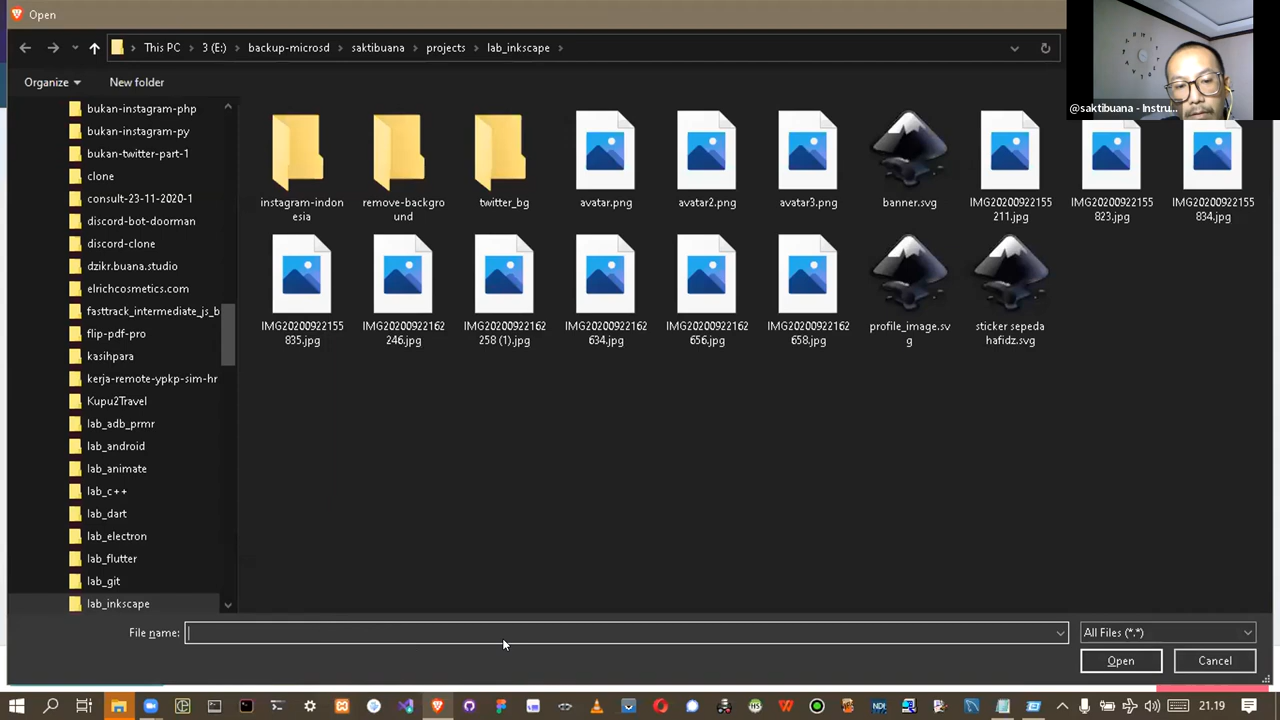 Open
This PC
3 (E:)
backup-microsd
saktibuana
projects
lab_inkscape
@saktibuana - Instru...
Organize
New folder
bukan-instagram-php
bukan-instagram-py
bukan-twitter-part-1
clone
consult-23-11-2020-1
discord-bot-doorman
discord-clone
dzikr.buana.studio
elrichcosmetics.com
fasttrack_intermediate_js_b
flip-pdf-pro
kasihpara
kerja-remote-ypkp-sim-hr
Kupu2Travel
lab_adb_prmr
lab_android
lab_animate
lab_c++
lab_dart
lab_electron
lab_flutter
lab_git
lab_inkscape
instagram-indon
esia
remove-backgro
und
twitter_bg
avatar.png
avatar2.png
avatar3.png
banner.svg
IMG20200922155
211.jpg
IMG20200922155
823.jpg
IMG20200922155
834.jpg
IMG20200922155
835.jpg
IMG20200922162
246.jpg
IMG20200922162
258 (1).jpg
IMG20200922162
634.jpg
IMG20200922162
656.jpg
IMG20200922162
658.jpg
profile_image.sv
g
sticker sepeda
hafidz.svg
File name:
All Files (*.*)
Open
Cancel
21.19